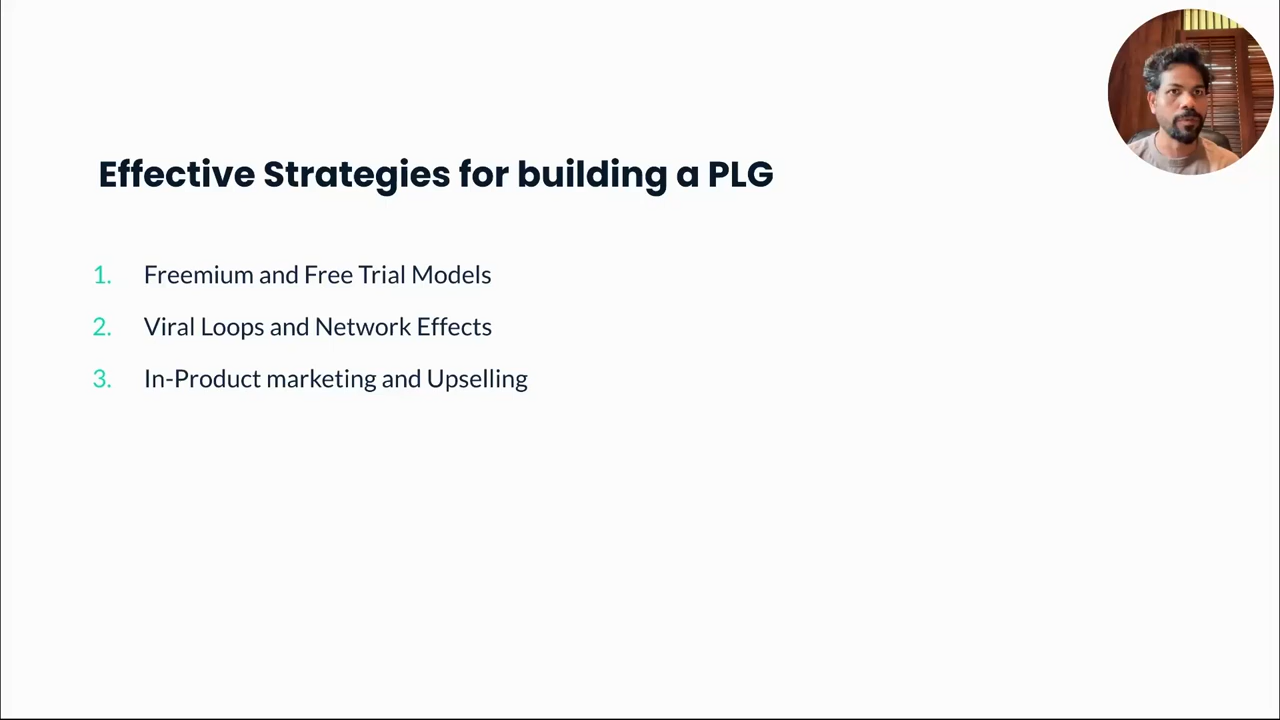 Effective Strategies for building a PLG
1. Freemium and Free Trial Models
2. Viral Loops and Network Effects
3. In-Product marketing and Upselling